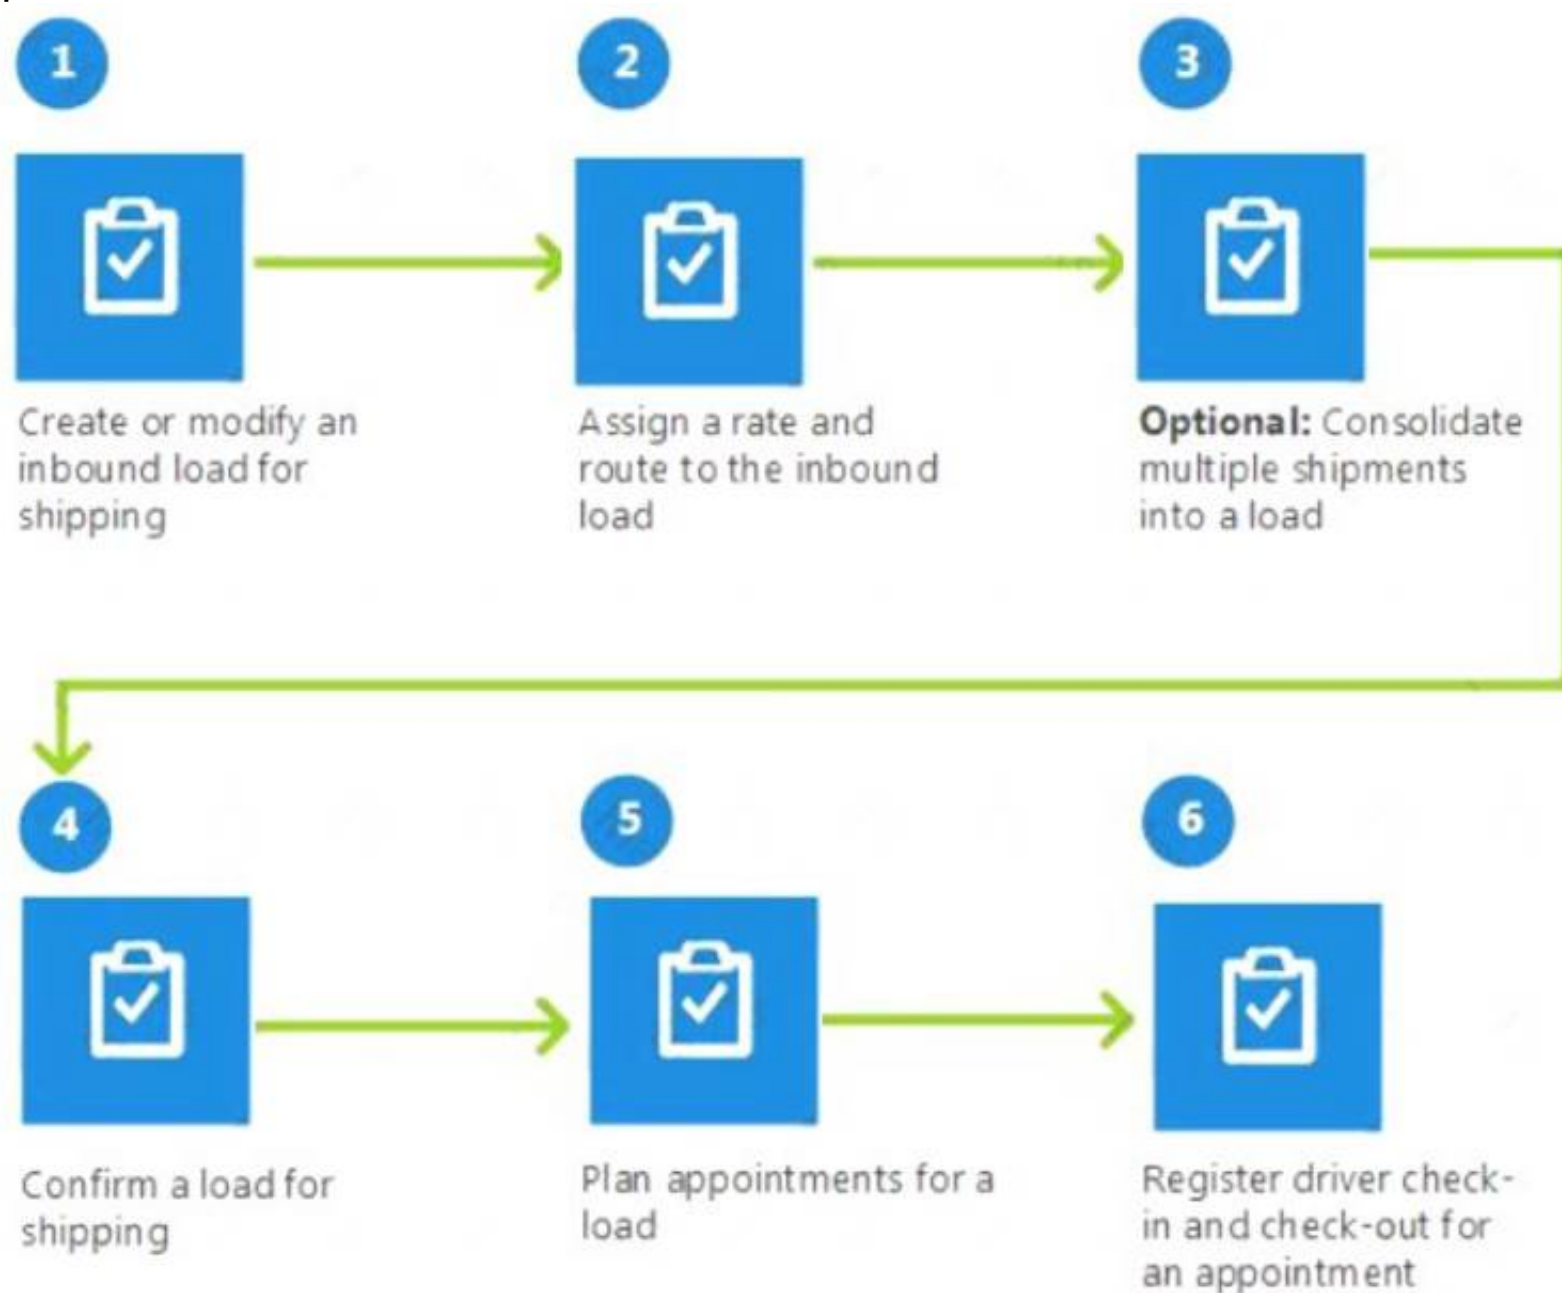 1
2
3
Create or modify an
inbound load for
shipping
Assign a rate and
route to the inbound
load
Optional: Consolidate
multiple shipments
into a load
4
5
6
Confirm a load for
shipping
Plan appointments for a
load
Register driver check-
in and check-out for
an appointment